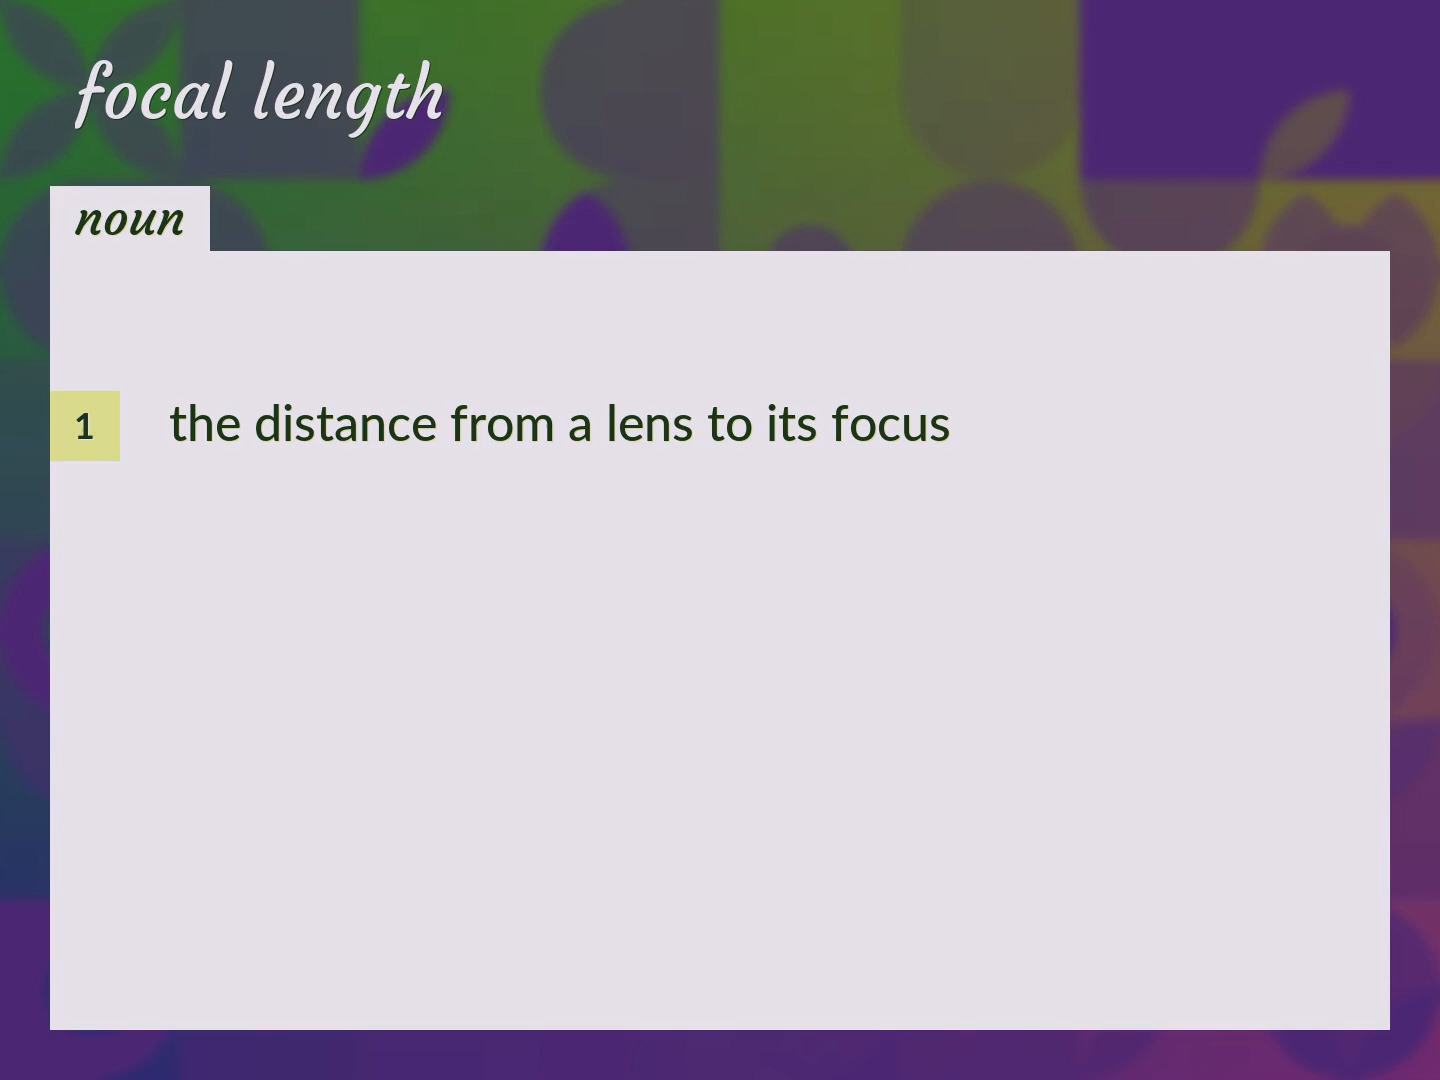 focal length
noun
1 the distance from a lens to its focus